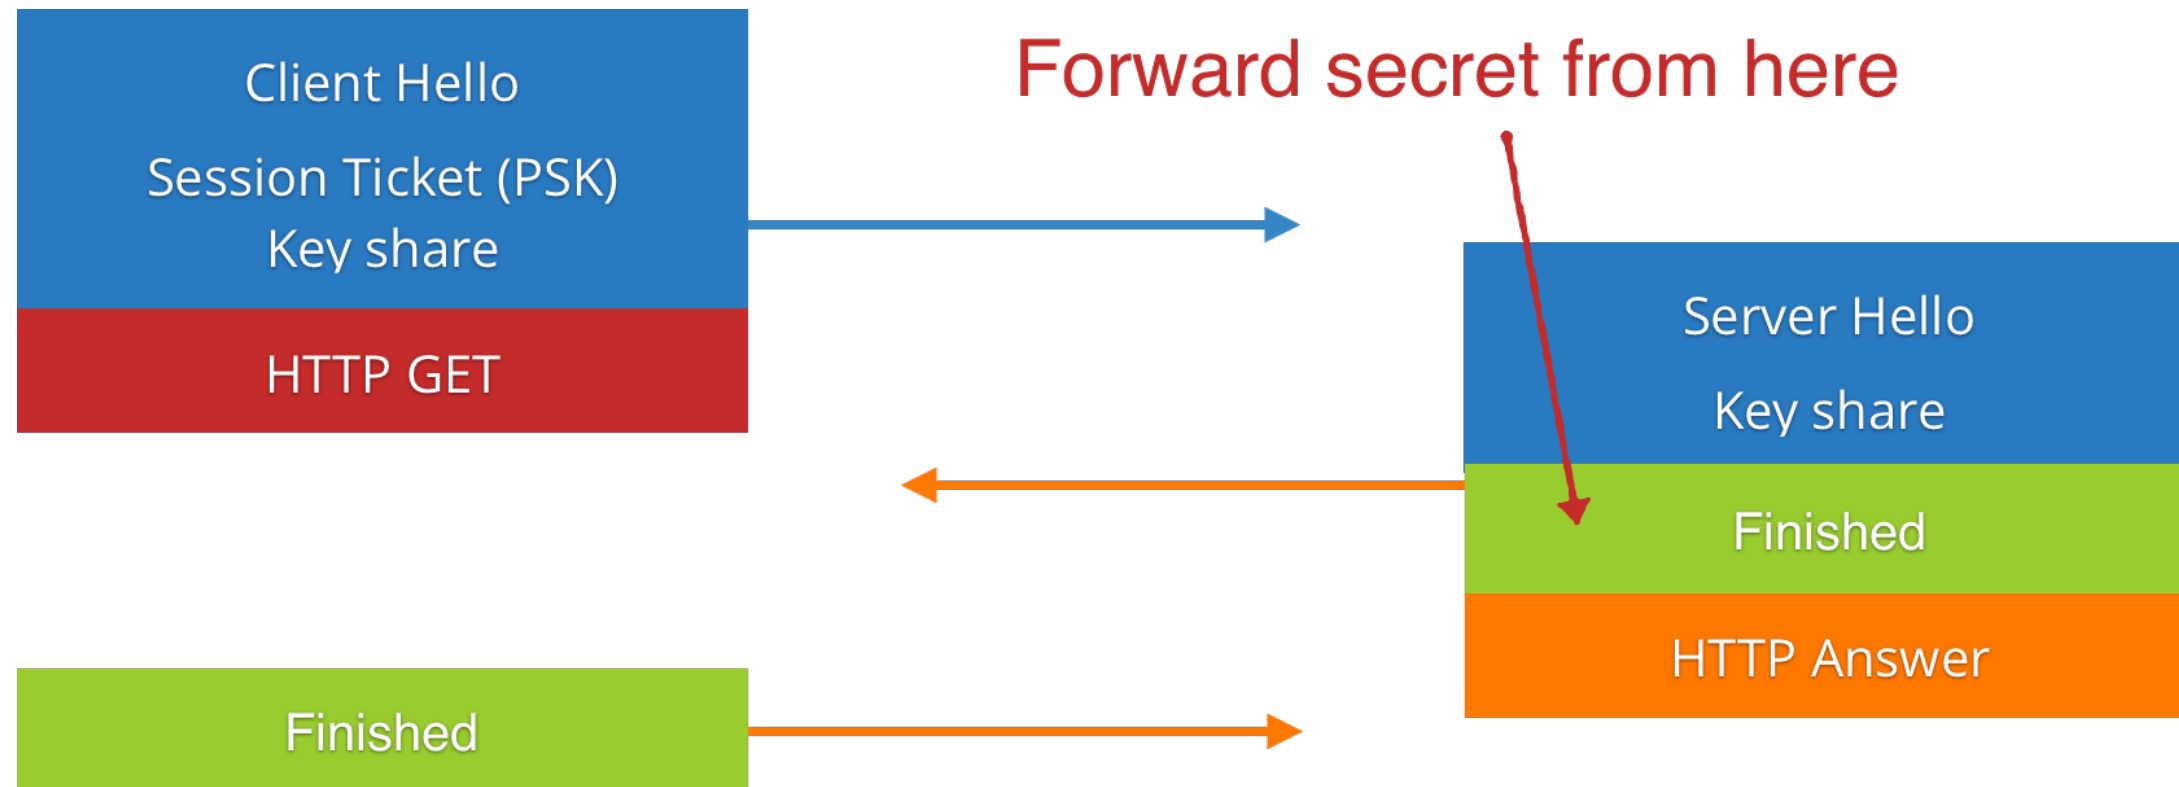 Client Hello
Session Ticket (PSK)
Key share
HTTP GET
Forward secret from here
Server Hello
Key share
Finished
HTTP Answer
Finished